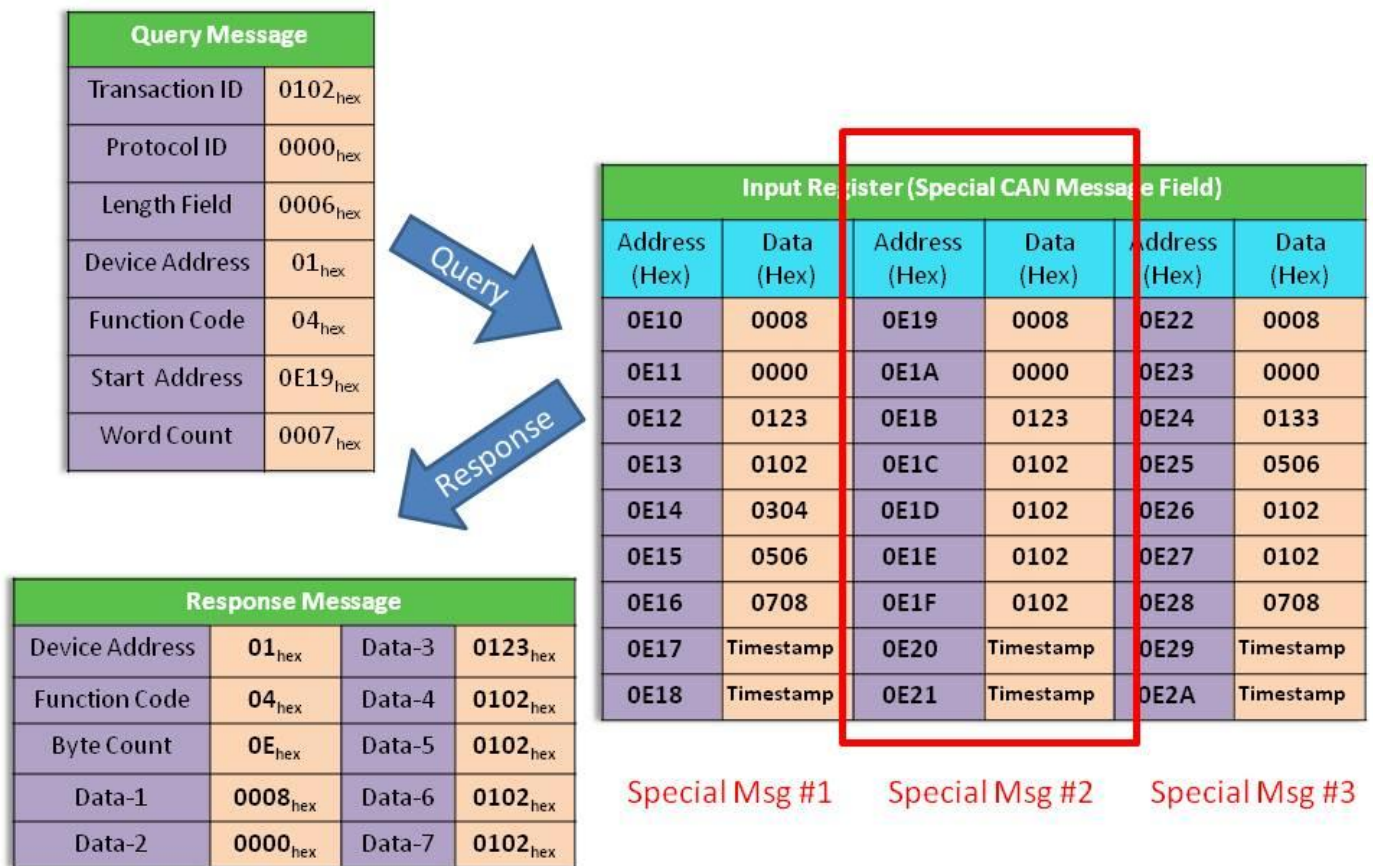 Query Message
Transaction ID 0102hex
Protocol ID 0000hex
Length Field 0006hex
Device Address 01hex
Function Code 04hex
Start Address 0E19hex
Word Count 0007hex
Query
Response
Input Register (Special CAN Message Field)
Address (Hex) Data (Hex) Address (Hex) Data (Hex) Address (Hex) Data (Hex)
0E10 0008 0E19 0008 0E22 0008
0E11 0000 0E1A 0000 0E23 0000
0E12 0123 0E1B 0123 0E24 0133
0E13 0102 0E1C 0102 0E25 0506
0E14 0304 0E1D 0102 0E26 0102
0E15 0506 0E1E 0102 0E27 0102
0E16 0708 0E1F 0102 0E28 0708
0E17 Timestamp 0E20 Timestamp 0E29 Timestamp
0E18 Timestamp 0E21 Timestamp 0E2A Timestamp
Special Msg #1 Special Msg #2 Special Msg #3
Response Message
Device Address 01hex Data-3 0123hex
Function Code 04hex Data-4 0102hex
Byte Count 0Ehex Data-5 0102hex
Data-1 0008hex Data-6 0102hex
Data-2 0000hex Data-7 0102hex